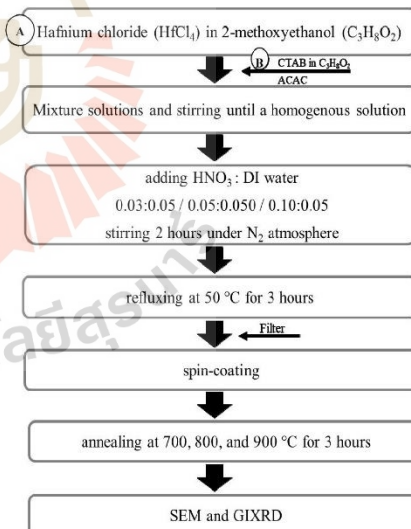 A Hafnium chloride (HfCl₄) in 2-methoxyethanol (C₃H₈O₂)
B CTAB in C₃H₈O₂
ACAC
Mixture solutions and stirring until a homogenous solution
adding HNO₃ : DI water
0.03:0.05 / 0.05:0.050 / 0.10:0.05
stirring 2 hours under N₂ atmosphere
refluxing at 50 °C for 3 hours
Filter
spin-coating
annealing at 700, 800, and 900 °C for 3 hours
SEM and GIXRD